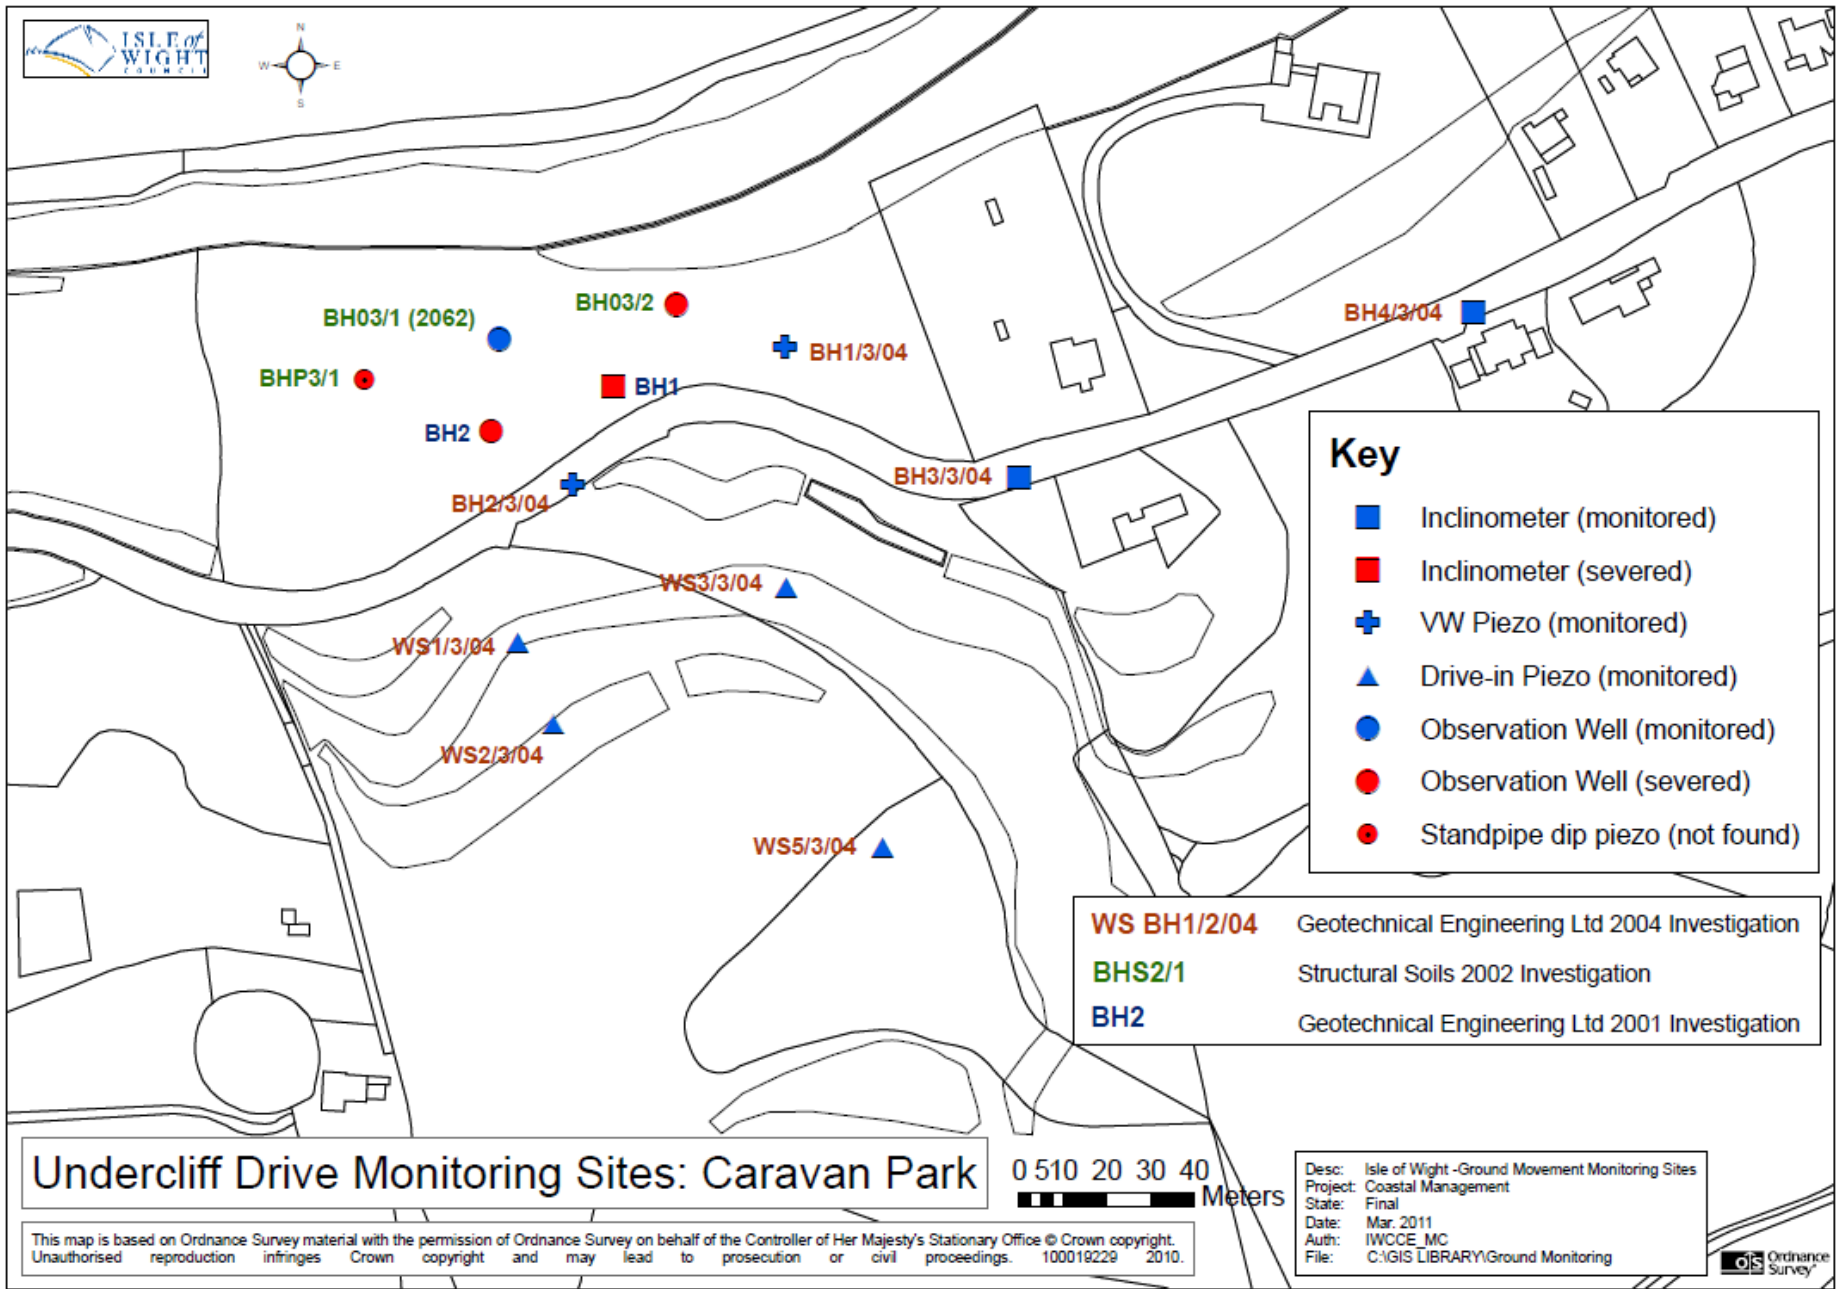 ISLE of
WIGHT
COUNCIL
N
W E
S
BH03/2
BH03/1 (2062)
BH4/3/04
BH1/3/04
BHP3/1
BH1
BH2
BH3/3/04
BH2/3/04
WS3/3/04
WS1/3/04
WS2/3/04
WS5/3/04
Key
Inclinometer (monitored)
Inclinometer (severed)
VW Piezo (monitored)
Drive-in Piezo (monitored)
Observation Well (monitored)
Observation Well (severed)
Standpipe dip piezo (not found)
WS BH1/2/04 Geotechnical Engineering Ltd 2004 Investigation
BHS2/1 Structural Soils 2002 Investigation
BH2 Geotechnical Engineering Ltd 2001 Investigation
Undercliff Drive Monitoring Sites: Caravan Park
0 5 10 20 30 40
Meters
This map is based on Ordnance Survey material with the permission of Ordnance Survey on behalf of the Controller of Her Majesty's Stationary Office © Crown copyright.
Unauthorised reproduction infringes Crown copyright and may lead to prosecution or civil proceedings. 100019229 2010.
Desc: Isle of Wight -Ground Movement Monitoring Sites
Project: Coastal Management
State: Final
Date: Mar. 2011
Auth: IWCCE_MC
File: C:\GIS LIBRARY\Ground Monitoring
OS Ordnance
Survey®